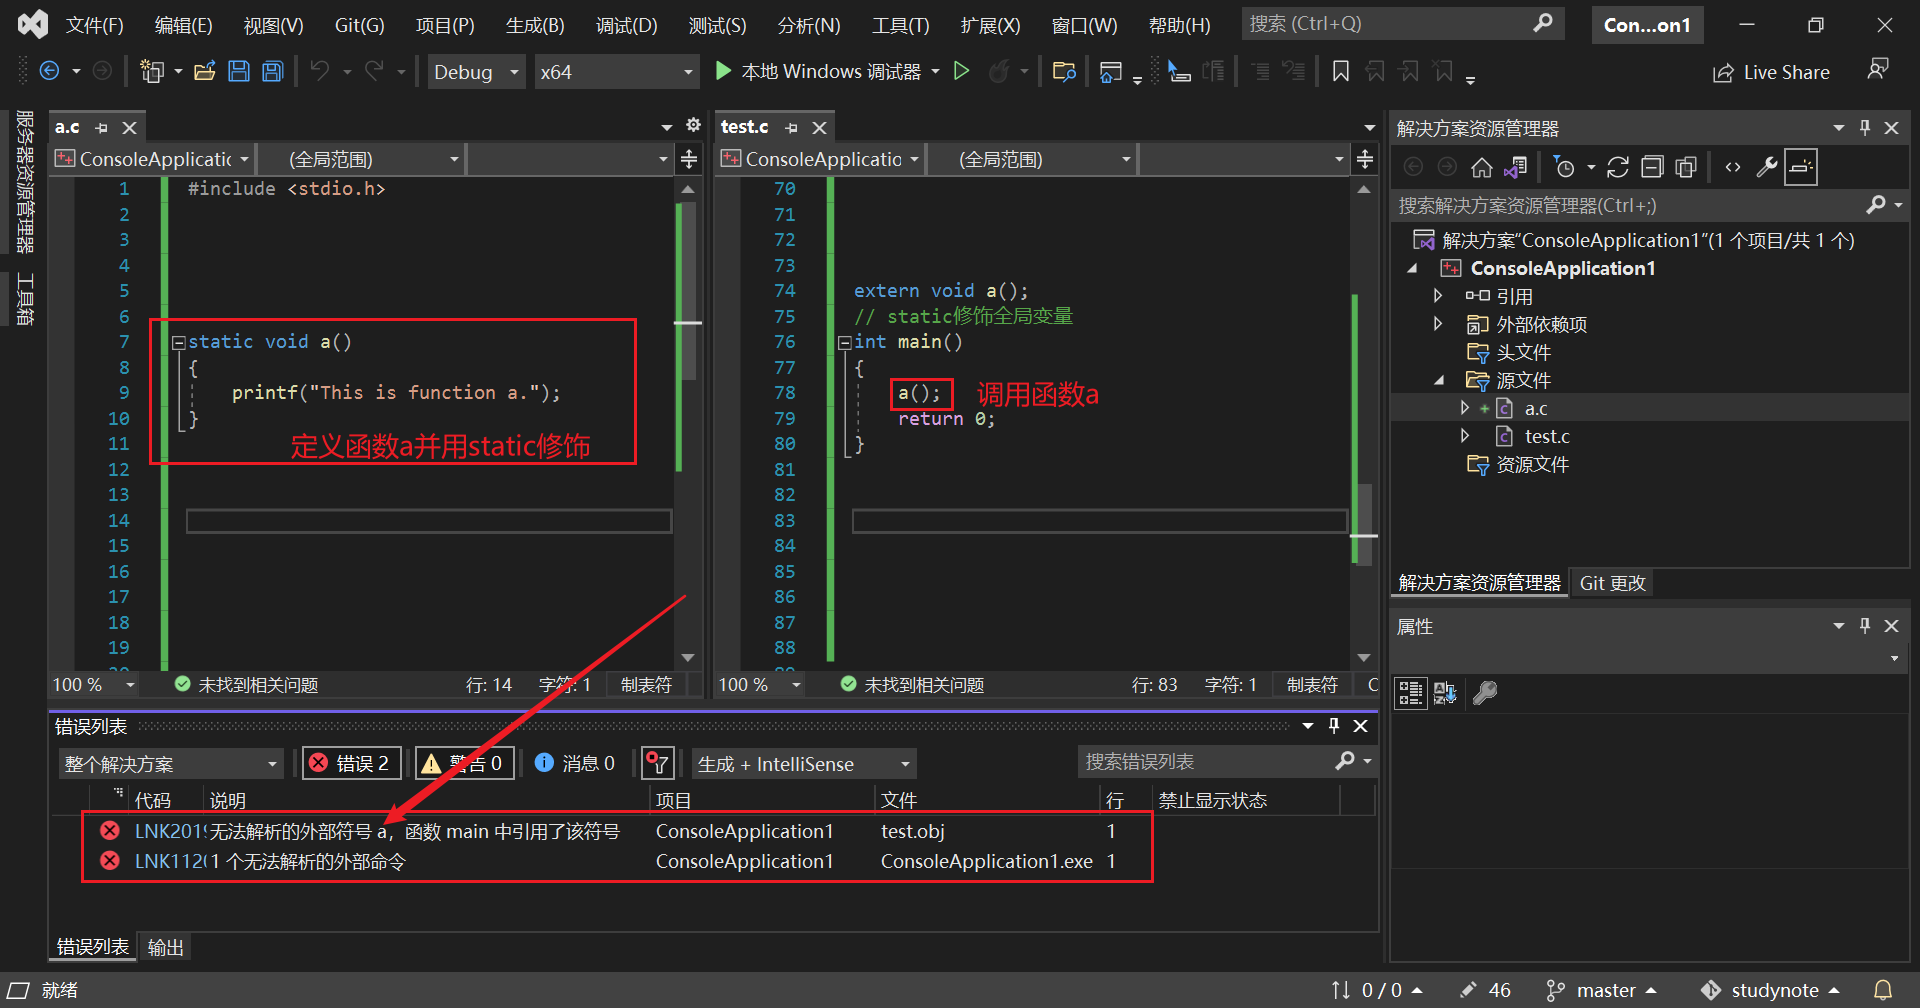 文件(F) 编辑(E) 视图(V) Git(G) 项目(P) 生成(B) 调试(D) 测试(S) 分析(N) 工具(T) 扩展(X) 窗口(W) 帮助(H) 搜索 (Ctrl+Q) Con...on1
Debug x64 本地 Windows 调试器 Live Share
服务器资源管理器
工具箱
a.c
ConsoleApplicatic (全局范围)
1 #include <stdio.h>
2
3
4
5
6
7 static void a()
8 {
9 printf("This is function a.");
10 }
11
定义函数a并用static修饰
12
13
14
15
16
17
18
19
100 % 未找到相关问题 行: 14 字符: 1 制表符
test.c
ConsoleApplicatio (全局范围)
70
71
72
73
74 extern void a();
75 // static修饰全局变量
76 int main()
77 {
78 a(); 调用函数a
79 return 0;
80 }
81
82
83
84
85
86
87
88
100 % 未找到相关问题 行: 83 字符: 1 制表符
解决方案资源管理器
搜索解决方案资源管理器(Ctrl+;)
解决方案"ConsoleApplication1"(1 个项目/共 1 个)
ConsoleApplication1
引用
外部依赖项
头文件
源文件
a.c
test.c
资源文件
解决方案资源管理器 Git 更改
属性
错误列表
整个解决方案 错误 2 警告 0 消息 0 生成 + IntelliSense 搜索错误列表
代码 说明 项目 文件 行 禁止显示状态
LNK2019 无法解析的外部符号 a，函数 main 中引用了该符号 ConsoleApplication1 test.obj 1
LNK112 1 个无法解析的外部命令 ConsoleApplication1 ConsoleApplication1.exe 1
错误列表 输出
就绪 0 / 0 46 master studynote